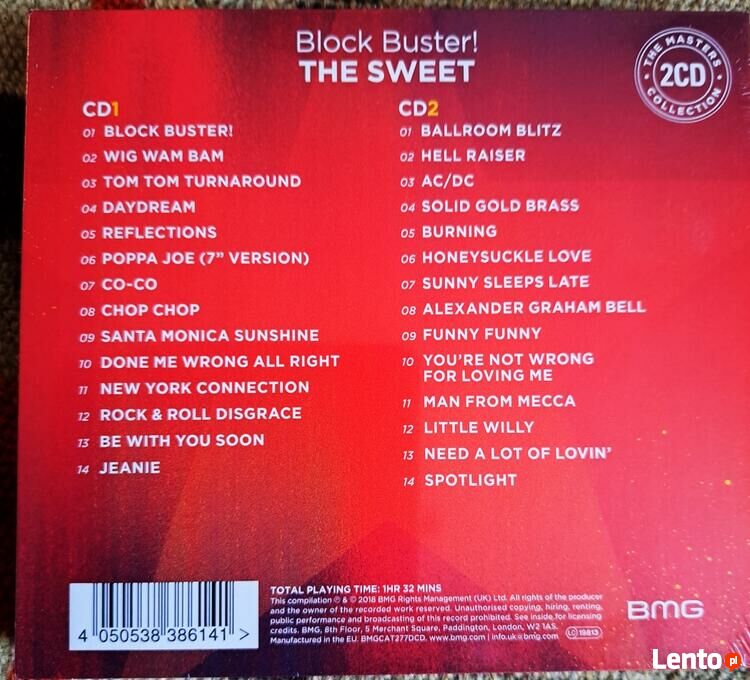 Block Buster!
THE SWEET
THE MASTERS
2CD
COLLECTION
CD1
01 BLOCK BUSTER!
02 WIG WAM BAM
03 TOM TOM TURNAROUND
04 DAYDREAM
05 REFLECTIONS
06 POPPA JOE (7" VERSION)
07 CO-CO
08 CHOP CHOP
09 SANTA MONICA SUNSHINE
10 DONE ME WRONG ALL RIGHT
11 NEW YORK CONNECTION
12 ROCK & ROLL DISGRACE
13 BE WITH YOU SOON
14 JEANIE
CD2
01 BALLROOM BLITZ
02 HELL RAISER
03 AC/DC
04 SOLID GOLD BRASS
05 BURNING
06 HONEYSUCKLE LOVE
07 SUNNY SLEEPS LATE
08 ALEXANDER GRAHAM BELL
09 FUNNY FUNNY
10 YOU'RE NOT WRONG
FOR LOVING ME
11 MAN FROM MECCA
12 LITTLE WILLY
13 NEED A LOT OF LOVIN'
14 SPOTLIGHT
4 050538 386141 >
TOTAL PLAYING TIME: 1HR 32 MINS
This compilation ℗ & © 2018 BMG Rights Management (UK) Ltd. All rights of the producer
and the owner of the recorded work reserved. Unauthorised copying, hiring, renting,
public performance and broadcasting of this record prohibited. See inside for licensing
credits. BMG, 8th Floor, 5 Merchant Square, Paddington, London, W2 1AS.
Manufactured in the EU. BMGCAT277DCD. www.bmg.com | info.uk@bmg.com
LC 19813
BMG
Lento pl